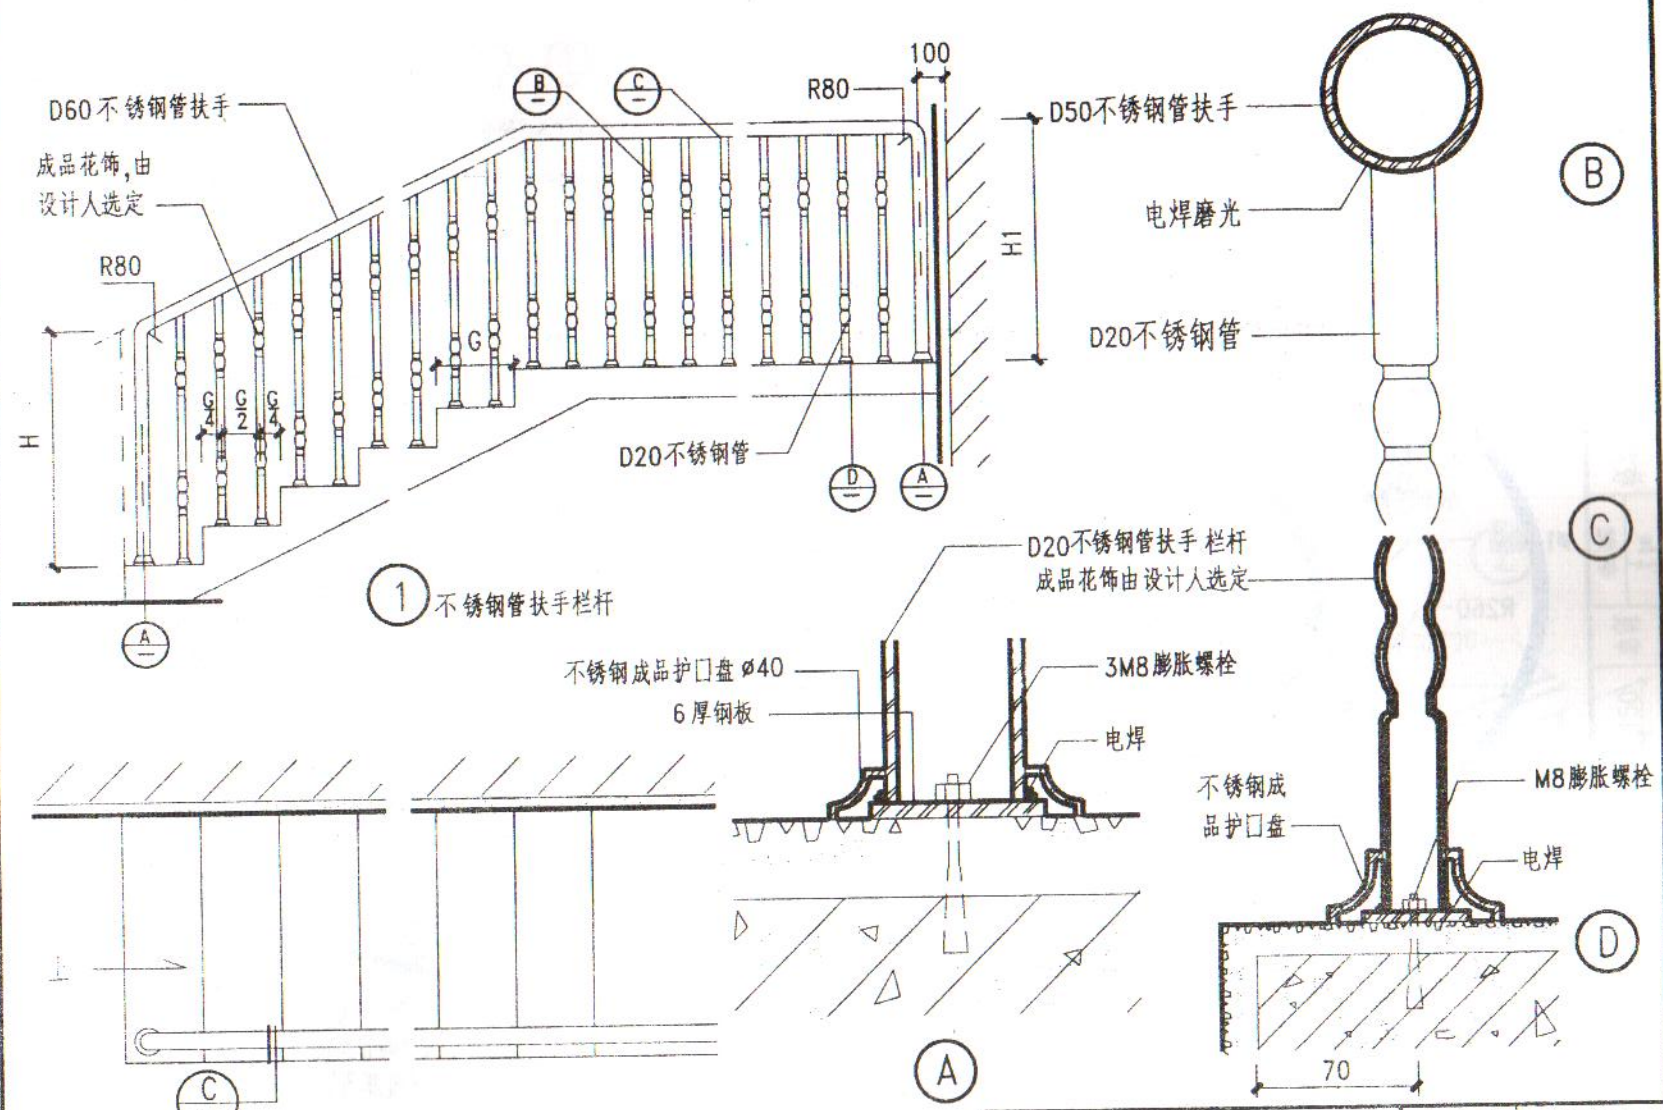 D60不锈钢管扶手
成品花饰,由
设计人选定
R80
H
G/4
G/2
G/4
G
B
C
R80
100
H1
D20不锈钢管
D
A
A
1 不锈钢管扶手栏杆
D50不锈钢管扶手
电焊磨光
D20不锈钢管
B
C
D20不锈钢管扶手栏杆
成品花饰由设计人选定
不锈钢成品护口盘 ø40
6厚钢板
3M8膨胀螺栓
电焊
A
上
C
不锈钢成
品护口盘
M8膨胀螺栓
电焊
D
70